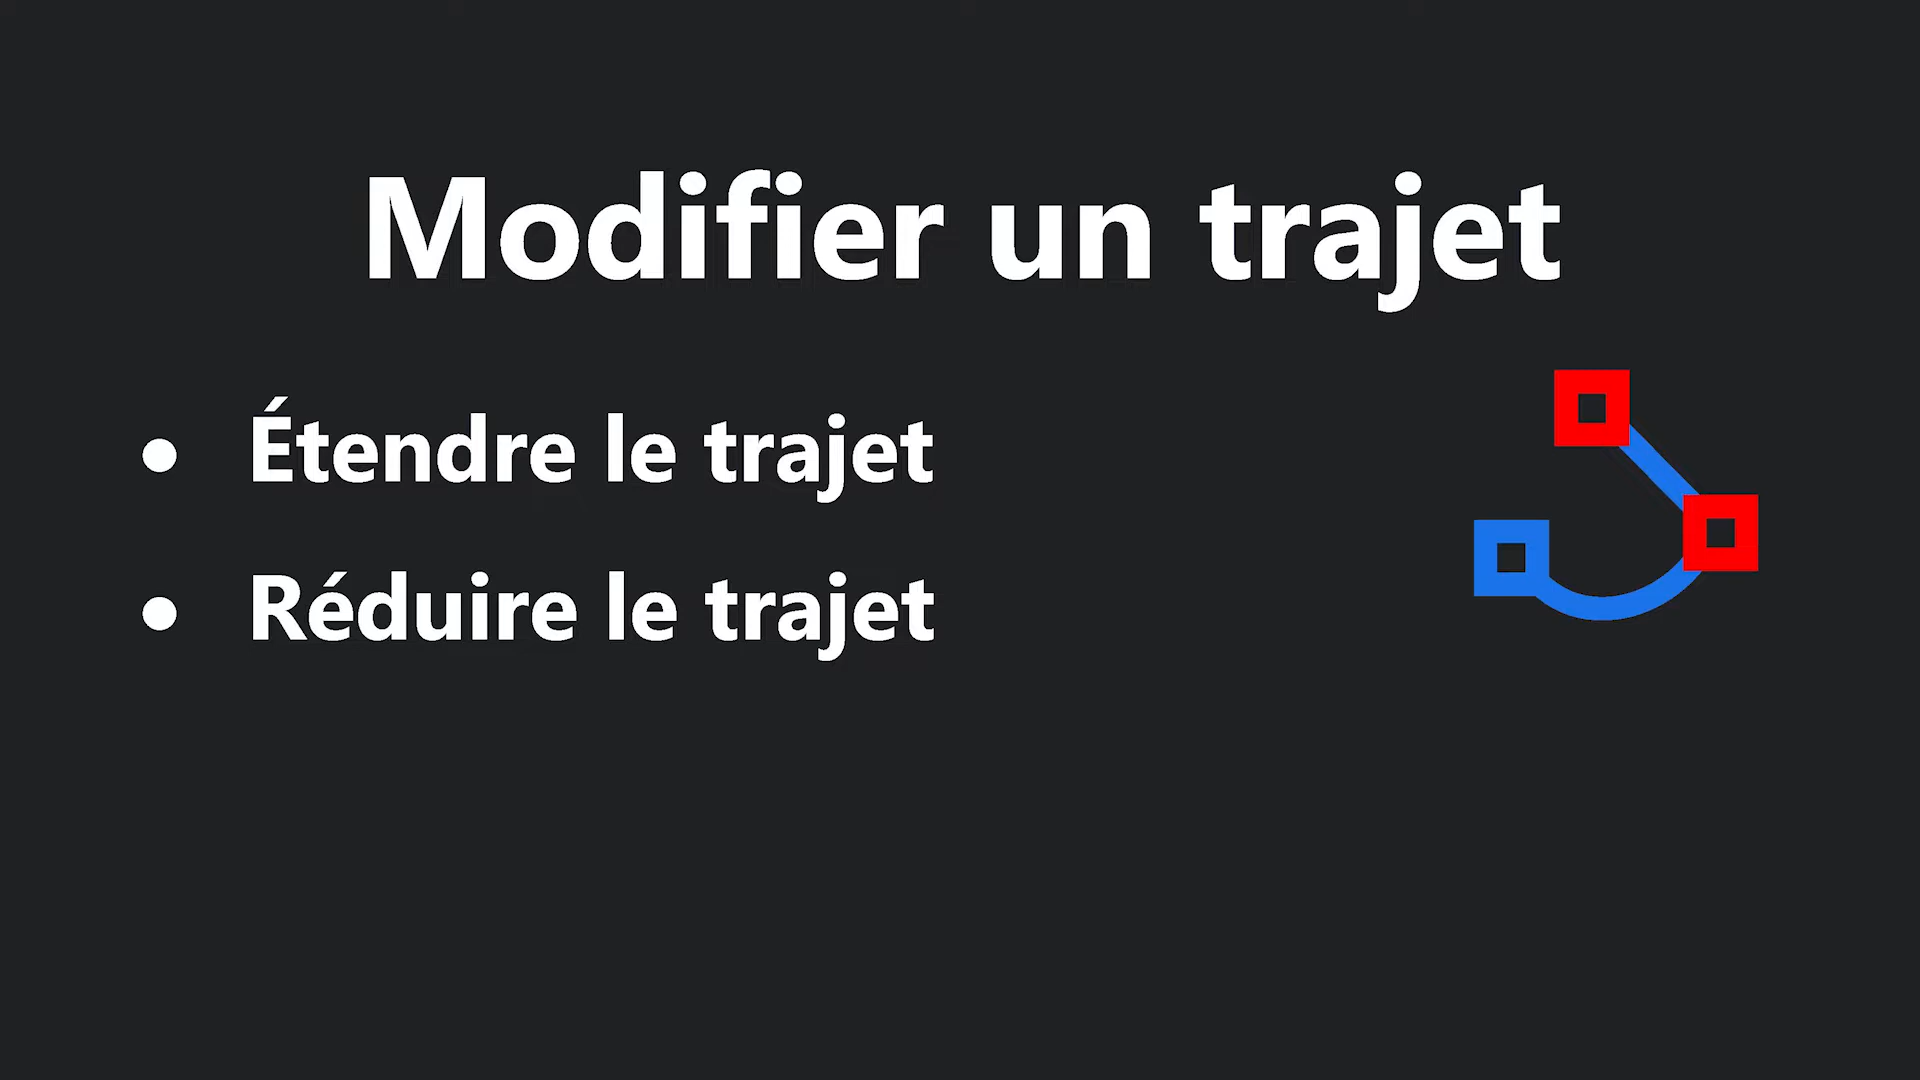 Modifier un trajet
• Étendre le trajet
• Réduire le trajet